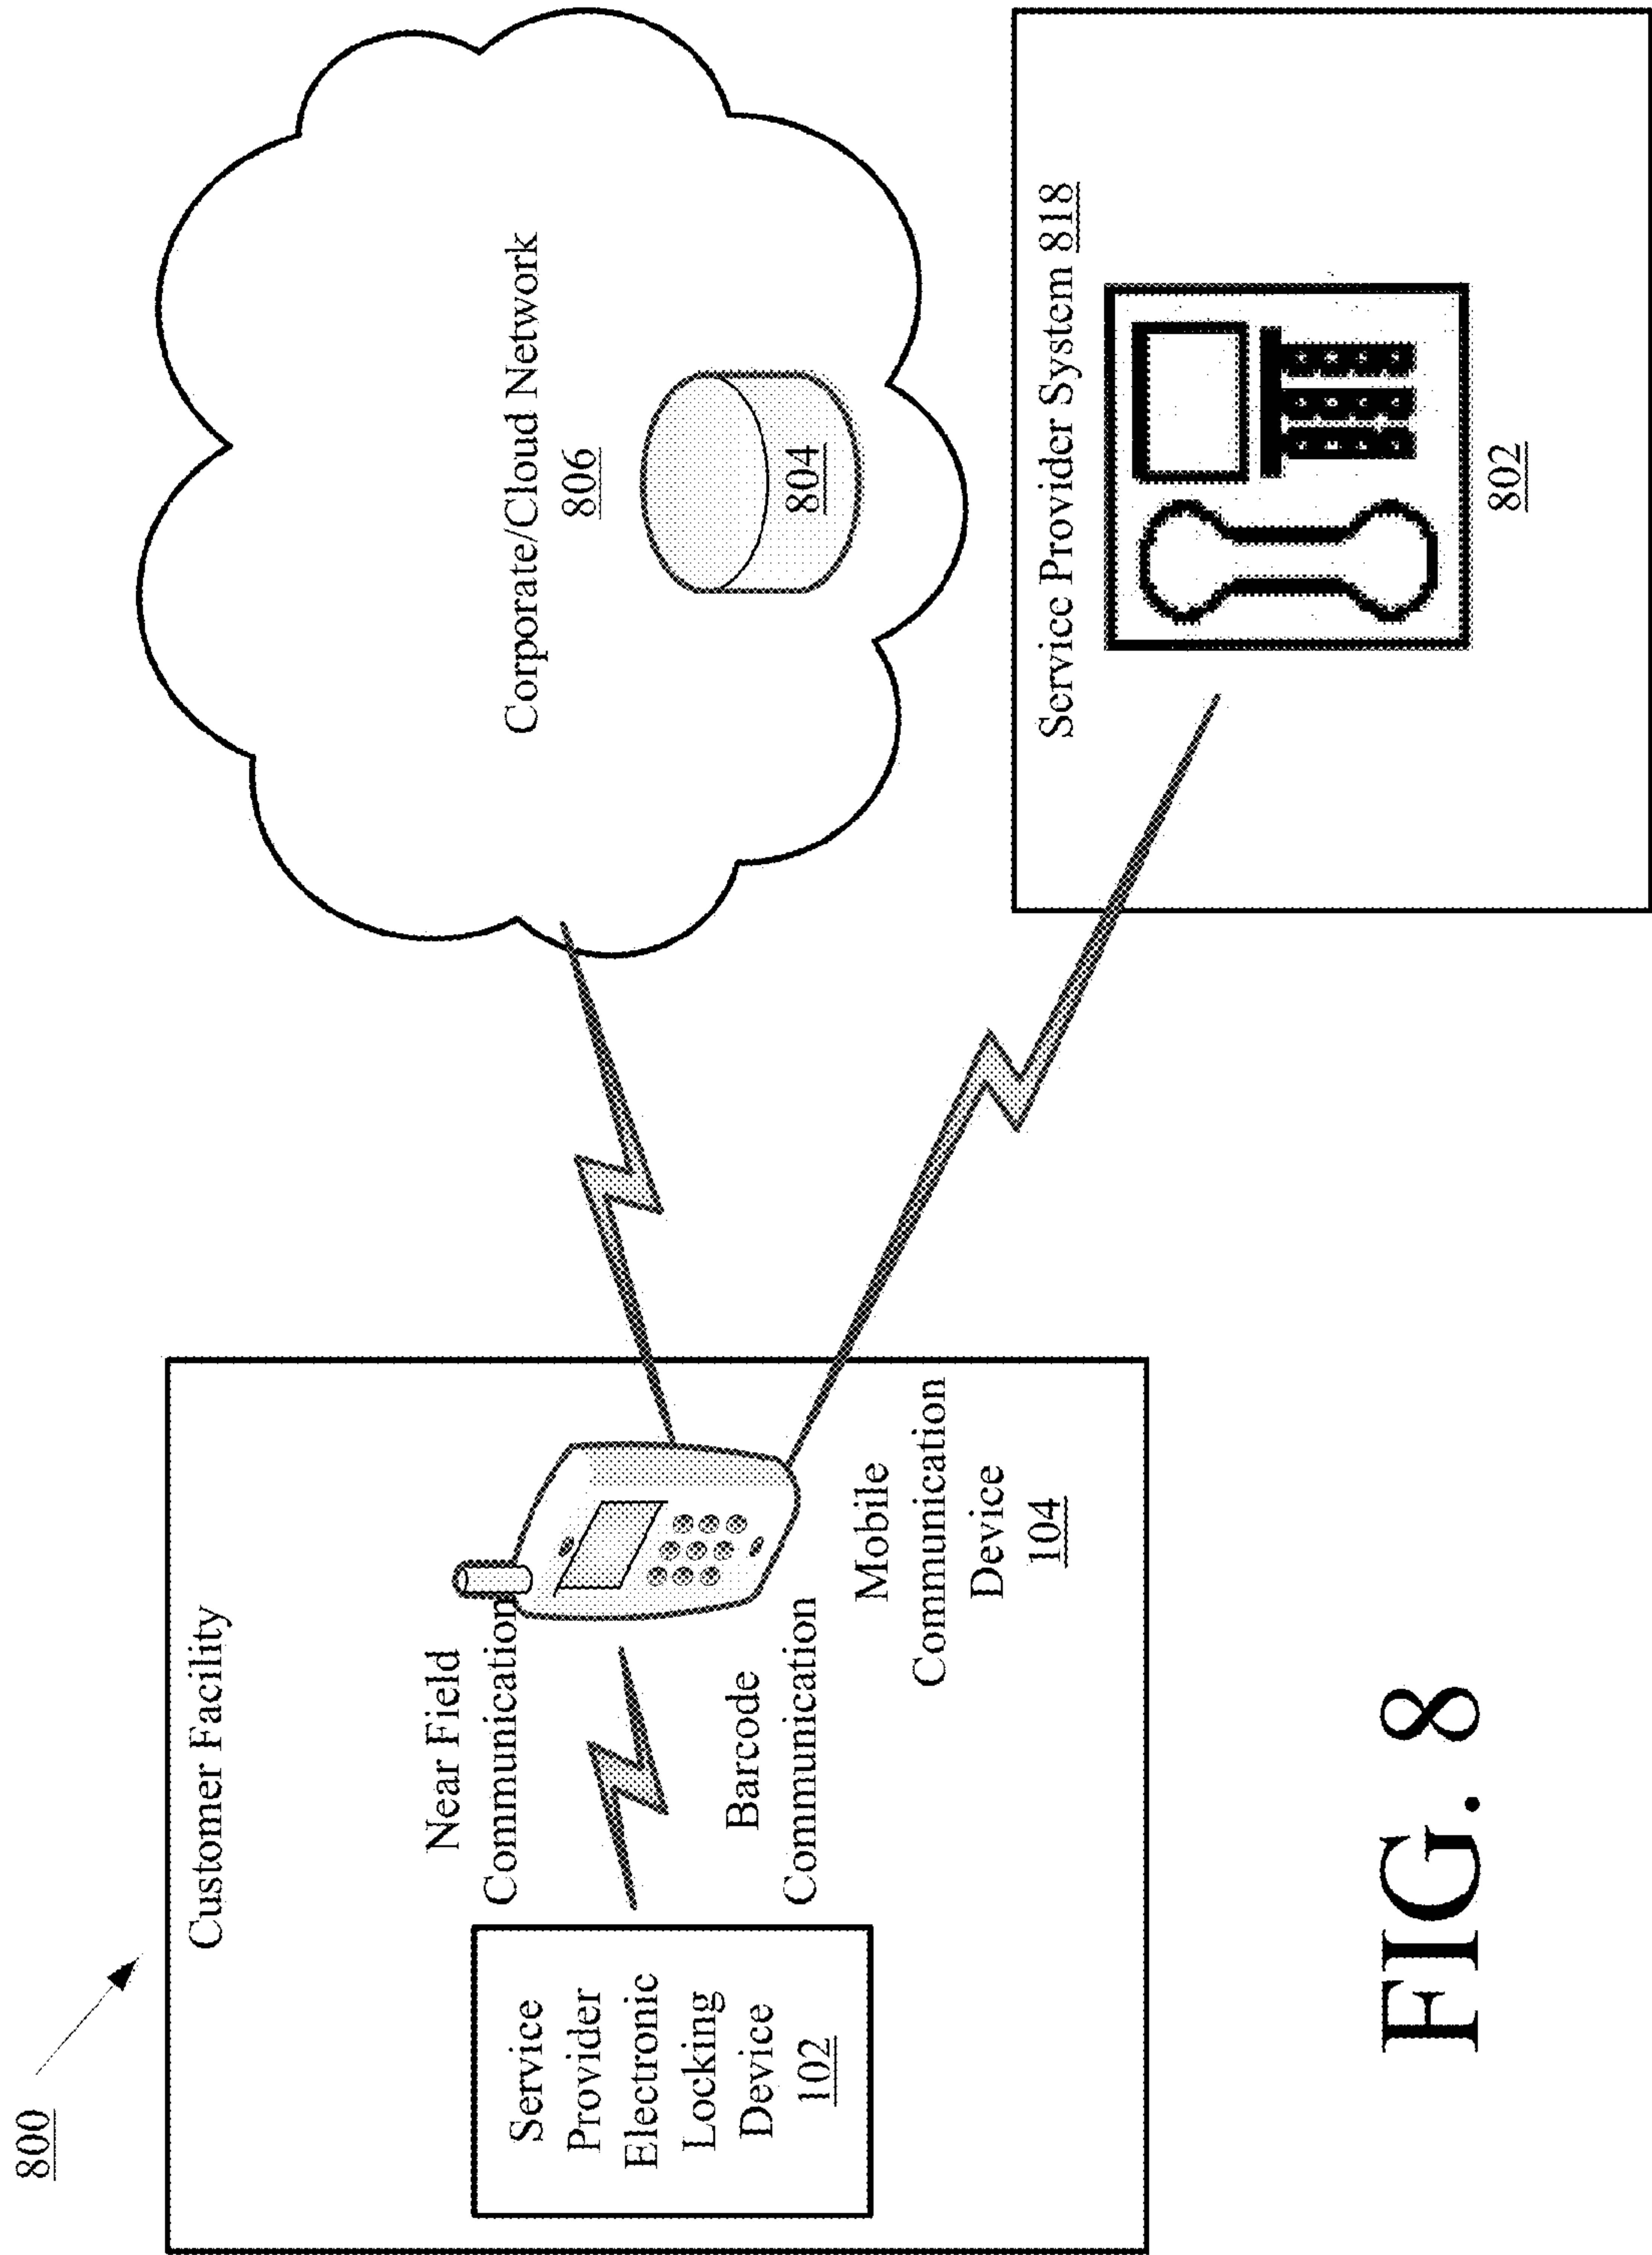 800
Customer Facility
Service
Provider
Electronic
Locking
Device
102
Near Field
Communication
Barcode
Communication
Mobile
Communication
Device
104
Corporate/Cloud Network
806
804
Service Provider System 818
802
FIG. 8